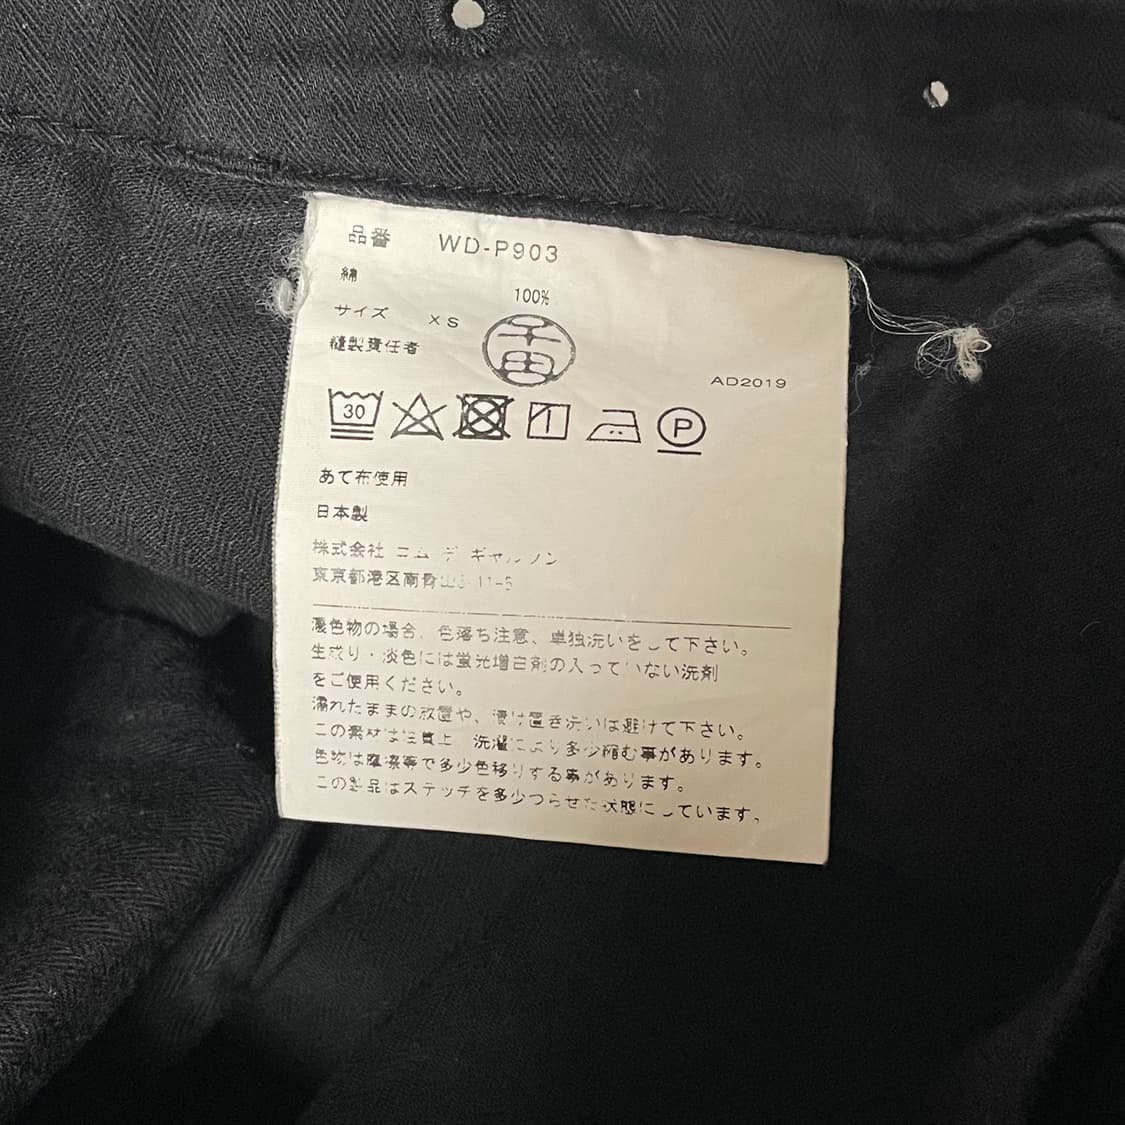 品番 WD-P903
綿
100%
サイズ XS
縫製責任者 千田
AD2019
30
P
あて布使用
日本製
株式会社 コム デ ギャルソン
東京都港区南青山5-11-5
濃色物の場合、色落ち注意、単独洗いをして下さい。
生成り・淡色には蛍光増白剤の入っていない洗剤
をご使用ください。
濡れたままの放置や、漬け置き洗いは避けて下さい。
この素材は性質上 洗濯により多少縮む事があります。
色物は摩擦等で多少色移りする事があります。
この製品はステッチを多少つらせた状態にしています。